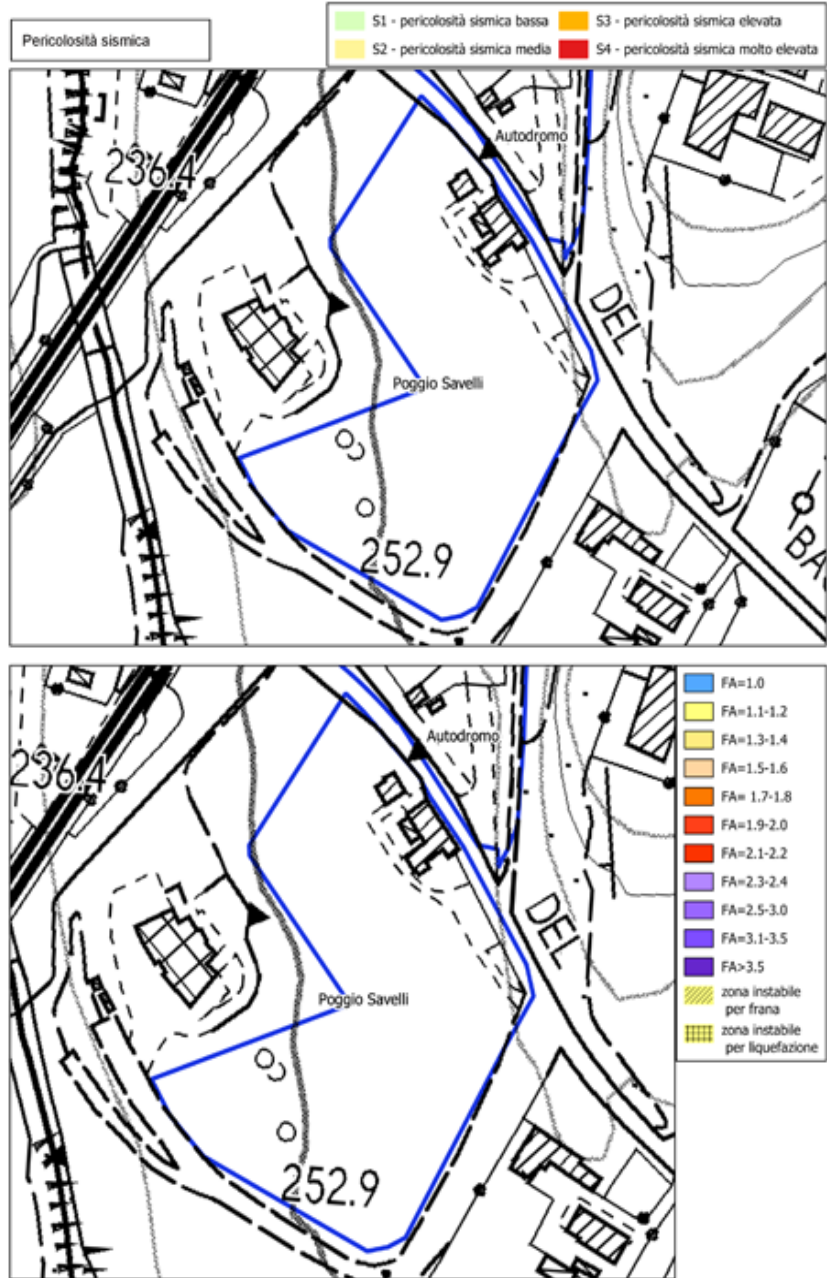 Pericolosità sismica
S1 - pericolosità sismica bassa
S3 - pericolosità sismica elevata
S2 - pericolosità sismica media
S4 - pericolosità sismica molto elevata
236.4
Autodromo
DEL
Poggio Savelli
252.9
BA
236.4
Autodromo
DEL
Poggio Savelli
252.9
FA=1.0
FA=1.1-1.2
FA=1.3-1.4
FA=1.5-1.6
FA= 1.7-1.8
FA=1.9-2.0
FA=2.1-2.2
FA=2.3-2.4
FA=2.5-3.0
FA=3.1-3.5
FA>3.5
zona instabile
per frana
zona instabile
per liquefazione